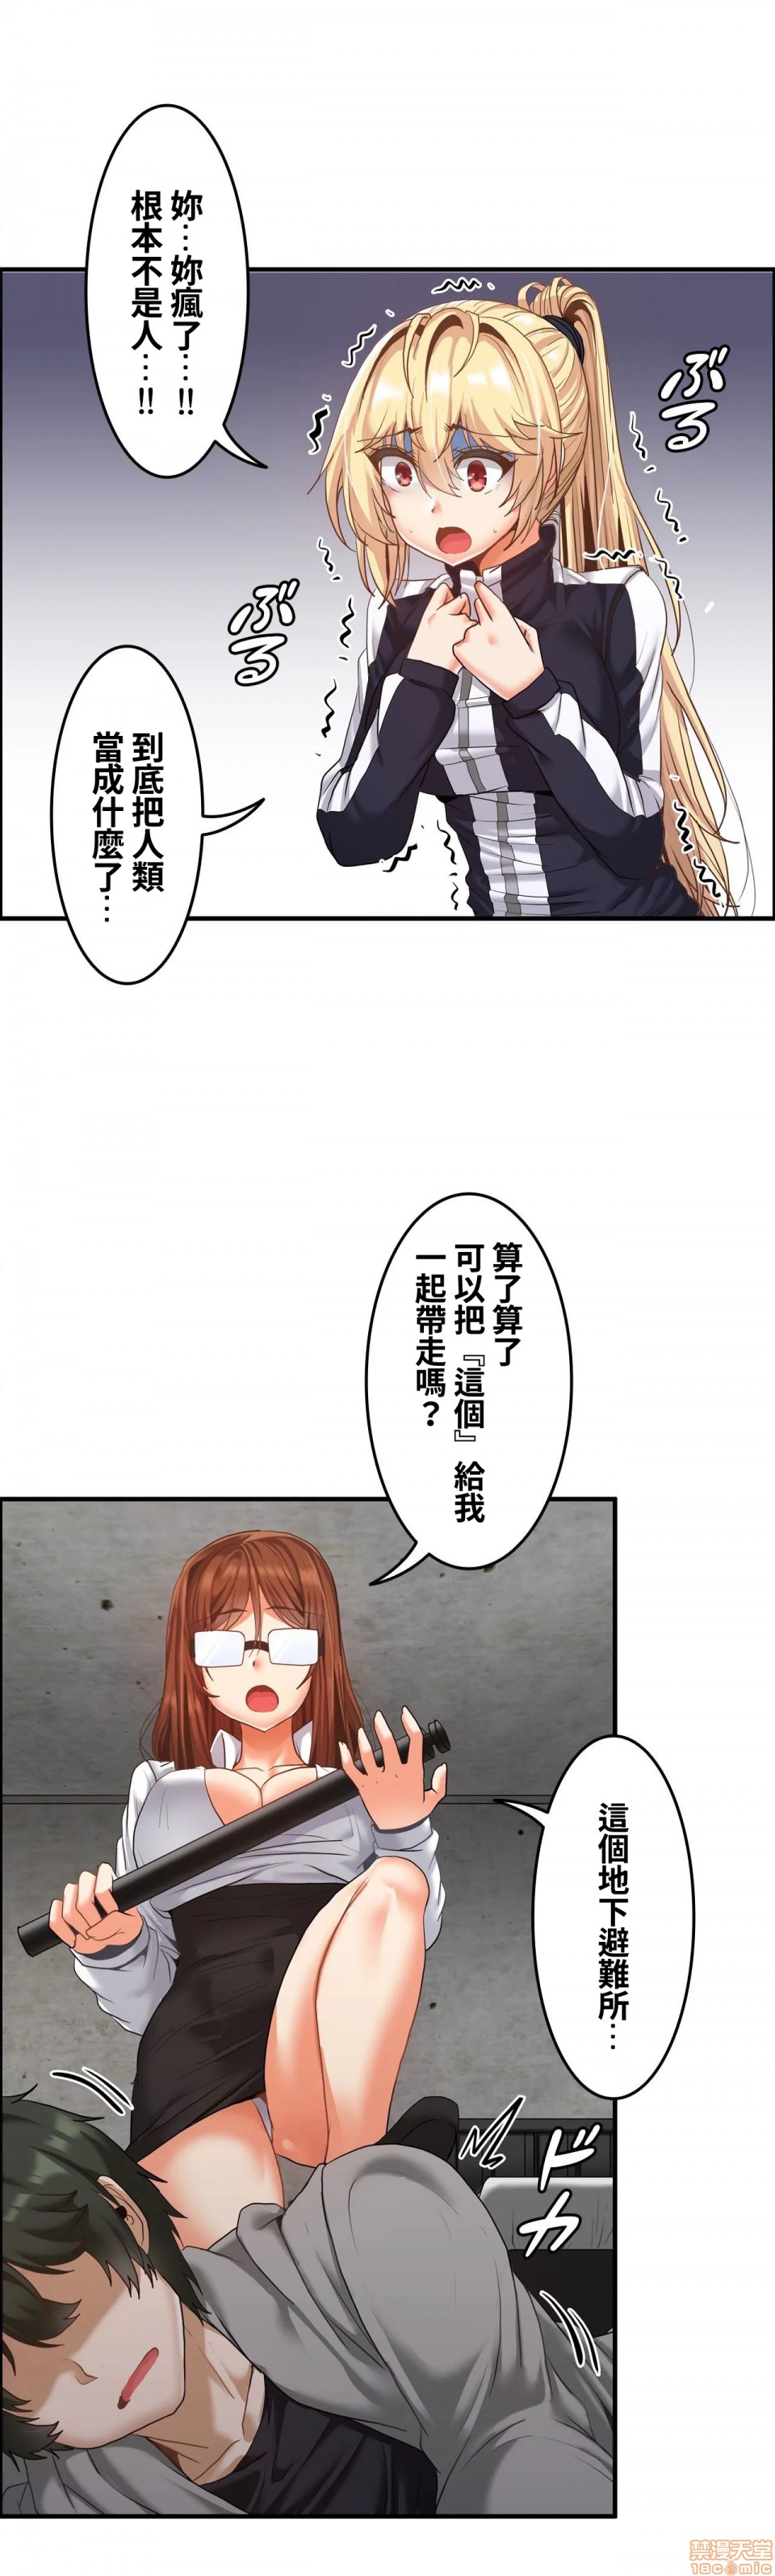 妳…妳瘋了…!!
根本不是人…!!
ぶる
ぶる
到底把人類
當成什麼了…
算了算了
可以把『這個』給我
一起帶走嗎？
這個地下避難所…
ドカ
禁漫天堂
18comic